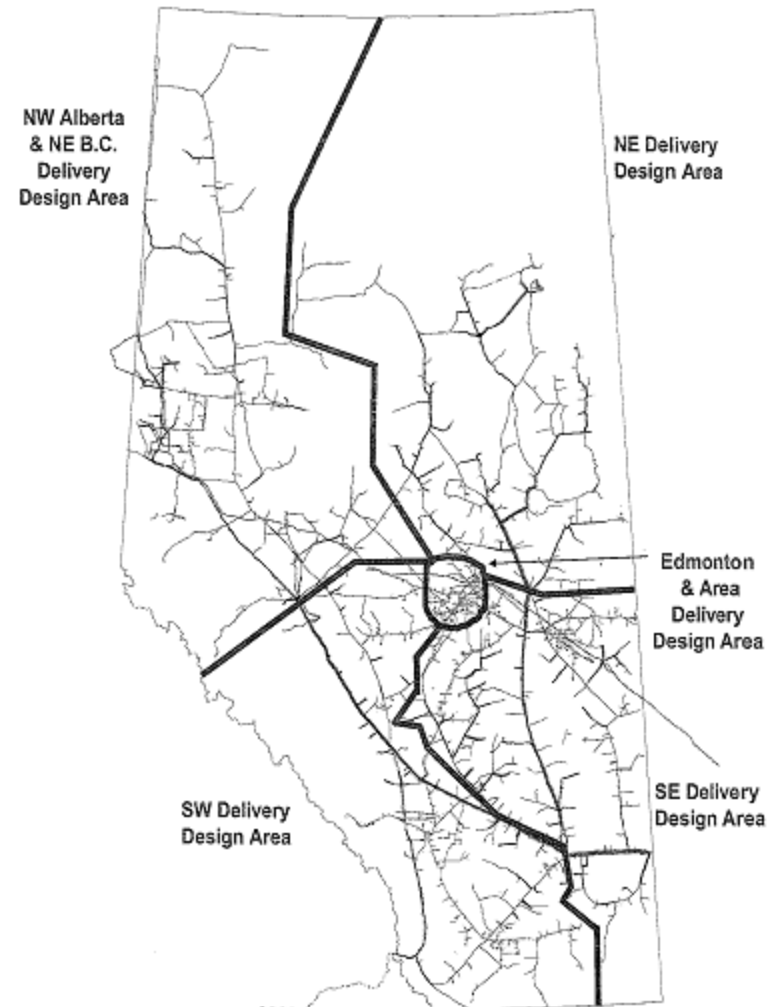 NW Alberta
& NE B.C.
Delivery
Design Area
NE Delivery
Design Area
Edmonton
& Area
Delivery
Design Area
SW Delivery
Design Area
SE Delivery
Design Area